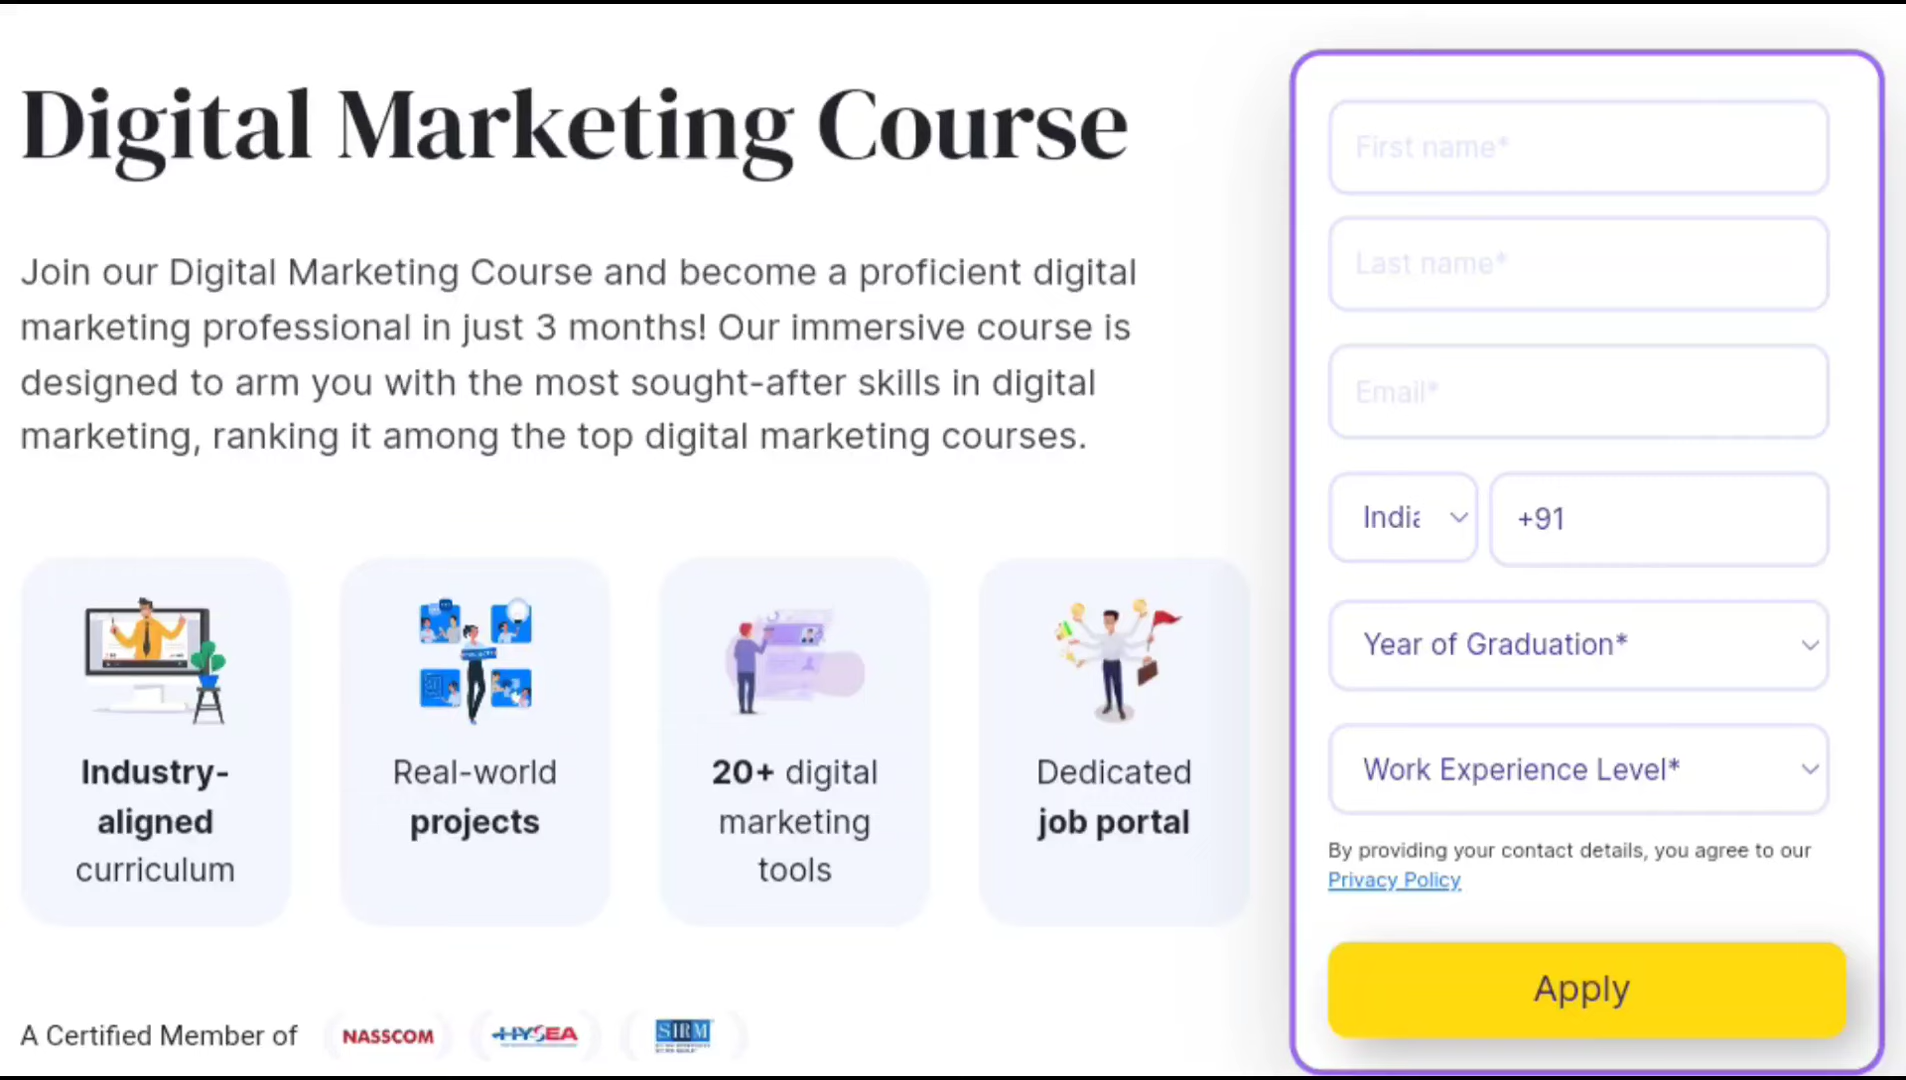 Digital Marketing Course
Join our Digital Marketing Course and become a proficient digital
marketing professional in just 3 months! Our immersive course is
designed to arm you with the most sought-after skills in digital
marketing, ranking it among the top digital marketing courses.
Industry-
aligned
curriculum
Real-world
projects
20+ digital
marketing
tools
Dedicated
job portal
A Certified Member of
NASSCOM
HYSEA
SIRM
First name*
Last name*
Email*
India
+91
Year of Graduation*
Work Experience Level*
By providing your contact details, you agree to our
Privacy Policy
Apply